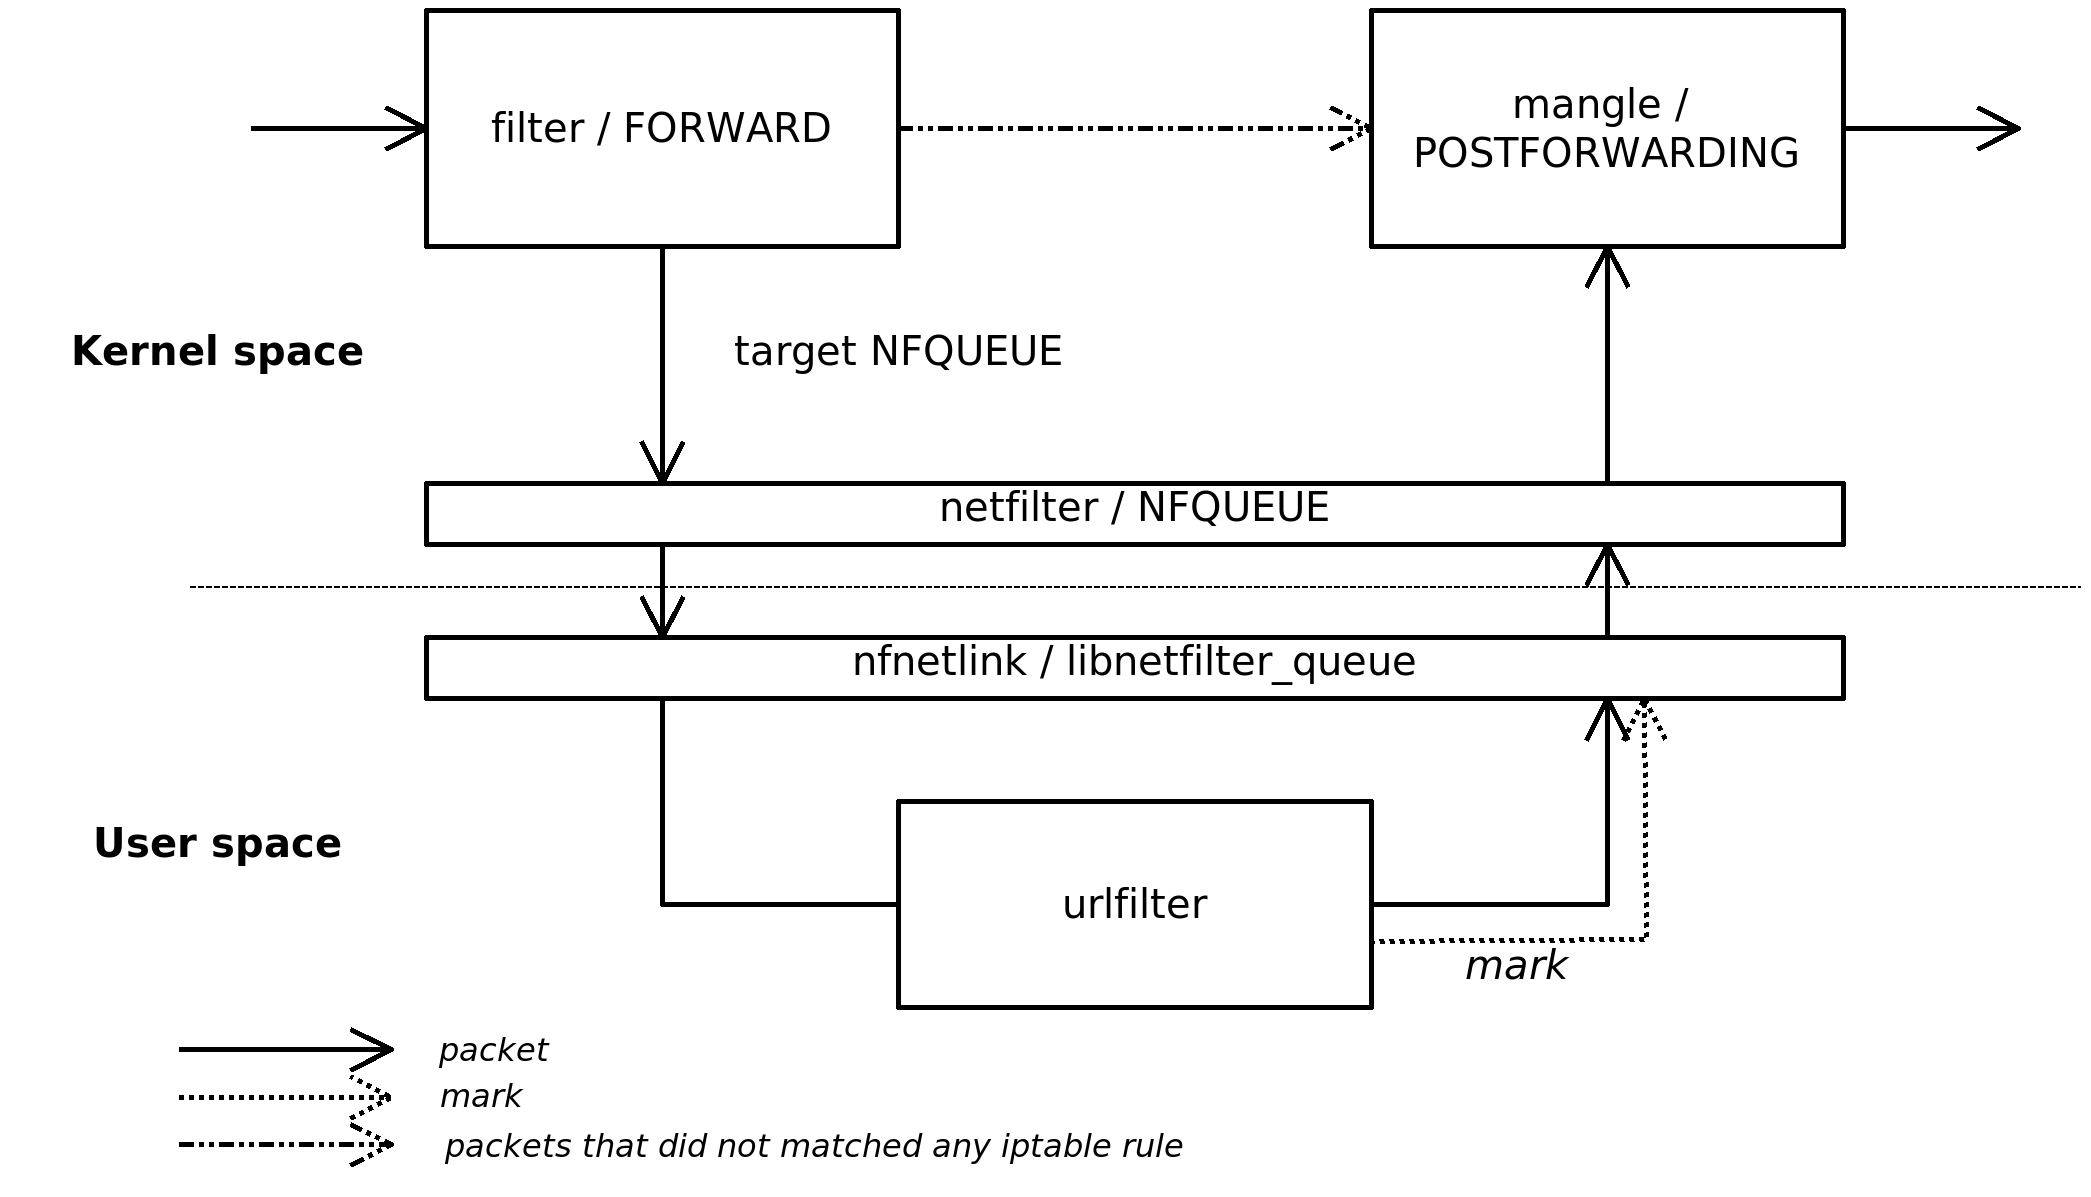 filter / FORWARD
mangle /
POSTFORWARDING
Kernel space
target NFQUEUE
netfilter / NFQUEUE
nfnetlink / libnetfilter_queue
User space
urlfilter
mark
packet
mark
packets that did not matched any iptable rule